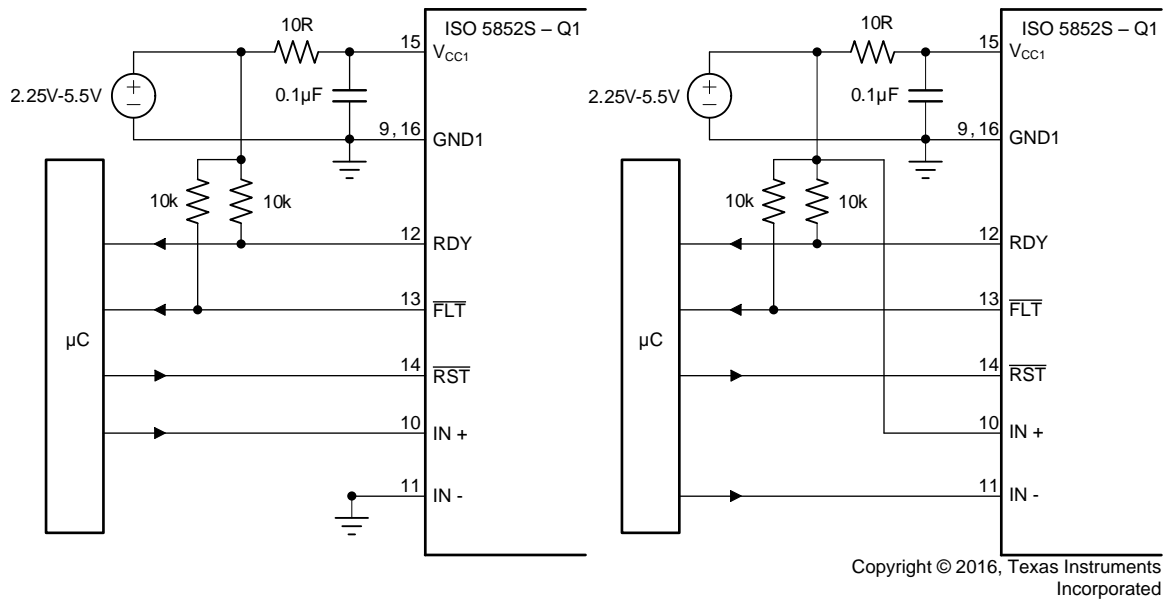 10R
ISO 5852S – Q1
15
VCC1
2.25V-5.5V
0.1µF
9, 16
GND1
10k
10k
12
RDY
13
FLT
µC
14
RST
10
IN +
11
IN -
10R
ISO 5852S – Q1
15
VCC1
2.25V-5.5V
0.1µF
9, 16
GND1
10k
10k
12
RDY
13
FLT
µC
14
RST
10
IN +
11
IN -
Copyright © 2016, Texas Instruments
Incorporated